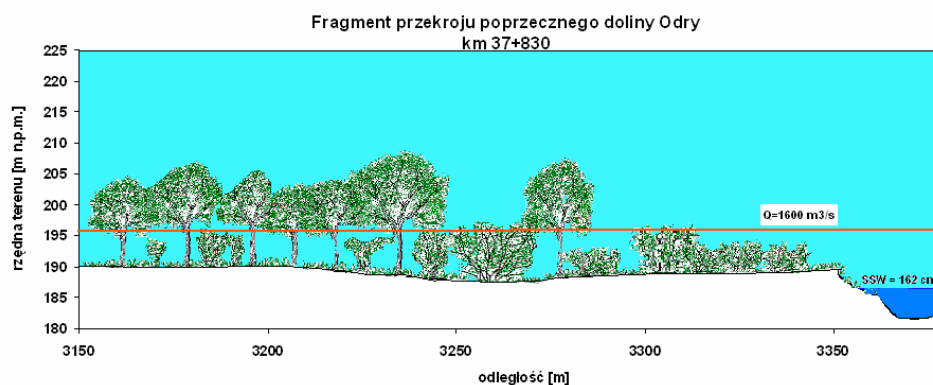 Fragment przekroju poprzecznego doliny Odry
km 37+830
rzędna terenu [m n.p.m.]
225
220
215
210
205
200
195
190
185
180
Q=1600 m3/s
SSW = 162 cm
3150
3200
3250
3300
3350
odległość [m]